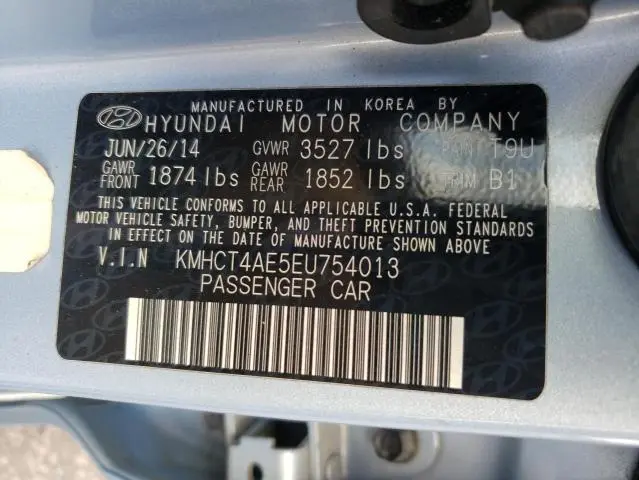 MANUFACTURED IN KOREA BY
HYUNDAI MOTOR COMPANY
JUN/26/14 GVWR 3527 lbs PAINT T9U
GAWR FRONT 1874 lbs GAWR REAR 1852 lbs TRIM B1
THIS VEHICLE CONFORMS TO ALL APPLICABLE U.S.A. FEDERAL
MOTOR VEHICLE SAFETY, BUMPER, AND THEFT PREVENTION STANDARDS
IN EFFECT ON THE DATE OF MANUFACTURE SHOWN ABOVE.
V.I.N KMHCT4AE5EU754013
PASSENGER CAR